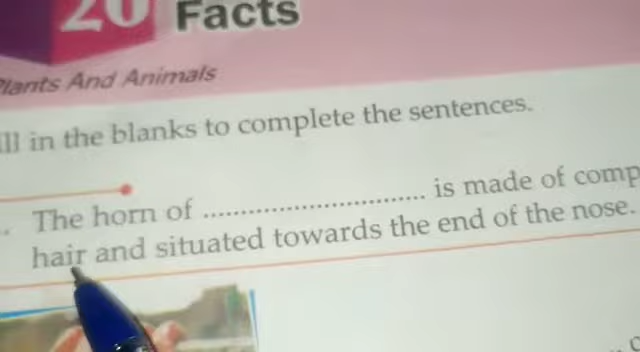 20 Facts
Plants And Animals
ill in the blanks to complete the sentences.
The horn of ................................ is made of comp
hair and situated towards the end of the nose.